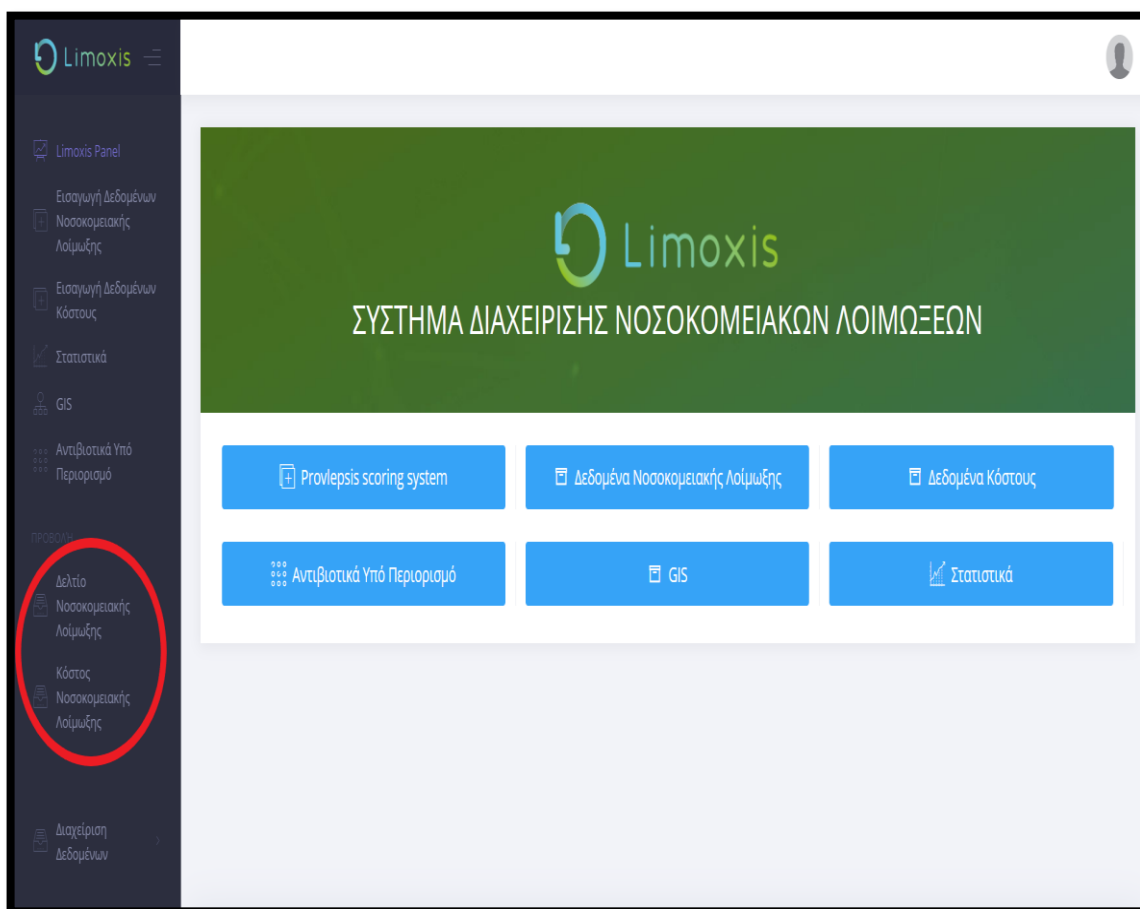 Limoxis
Limoxis Panel
Εισαγωγή Δεδομένων
Νοσοκομειακής
Λοίμωξης
Εισαγωγή Δεδομένων
Κόστους
Στατιστικά
GIS
Αντιβιοτικά Υπό
Περιορισμό
ΠΡΟΒΟΛΗ
Δελτίο
Νοσοκομειακής
Λοίμωξης
Κόστος
Νοσοκομειακής
Λοίμωξης
Διαχείριση
Δεδομένων
Limoxis
ΣΥΣΤΗΜΑ ΔΙΑΧΕΙΡΙΣΗΣ ΝΟΣΟΚΟΜΕΙΑΚΩΝ ΛΟΙΜΩΞΕΩΝ
Provlepsis scoring system
Δεδομένα Νοσοκομειακής Λοίμωξης
Δεδομένα Κόστους
Αντιβιοτικά Υπό Περιορισμό
GIS
Στατιστικά